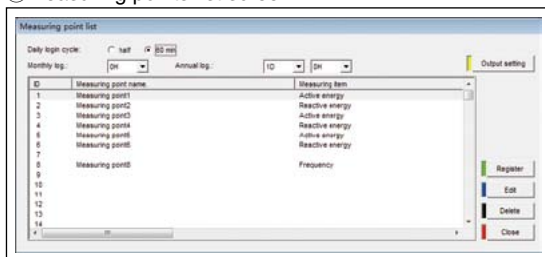 Measuring point list
Daily login cycle: half 60 min
Monthly log.: 0H Annual log.: 1D 0H Output setting
ID Measuring point name Measuring item
1 Measuring point1 Active energy
2 Measuring point2 Reactive energy
3 Measuring point3 Active energy
4 Measuring point4 Reactive energy
5 Measuring point5 Active energy
6 Measuring point6 Reactive energy
7
8 Measuring point8 Frequency
9
10
11
12
13
14
Register
Edit
Delete
Close